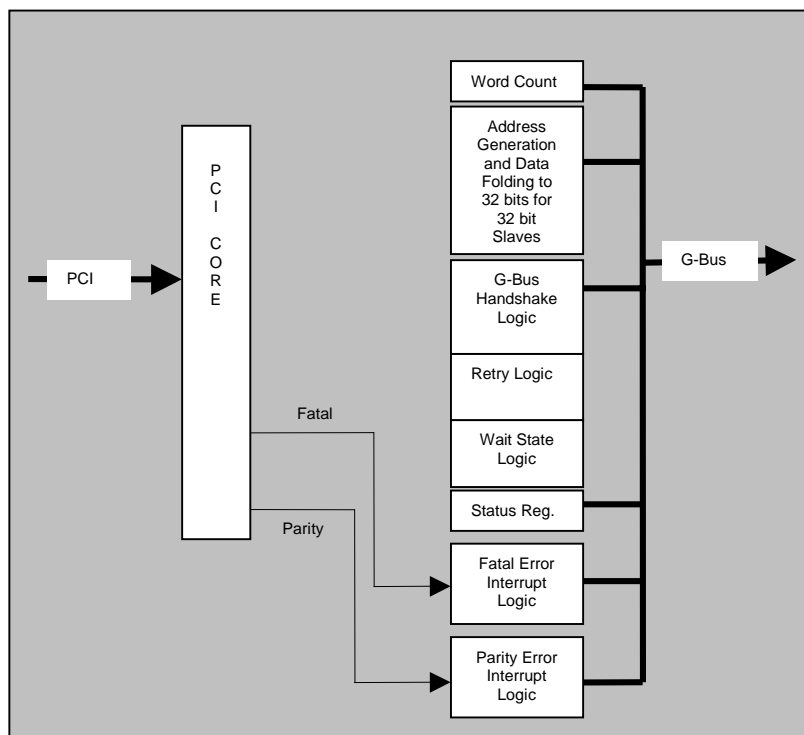 Word Count
Address
Generation
and Data
Folding to
32 bits for
32 bit
Slaves
P
C
I
C
O
R
E
PCI
G-Bus
G-Bus
Handshake
Logic
Retry Logic
Fatal
Wait State
Logic
Status Reg.
Parity
Fatal Error
Interrupt
Logic
Parity Error
Interrupt
Logic